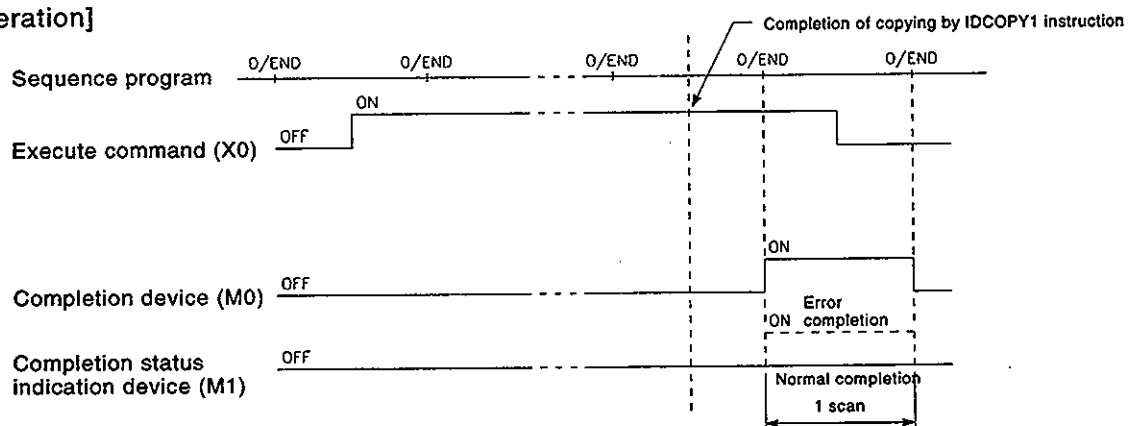 eration]
Completion of copying by IDCOPY1 instruction
0/END 0/END 0/END 0/END 0/END
Sequence program
ON
Execute command (X0) OFF
ON
Completion device (M0) OFF
Error
ON completion
Completion status
indication device (M1) OFF
Normal completion
1 scan